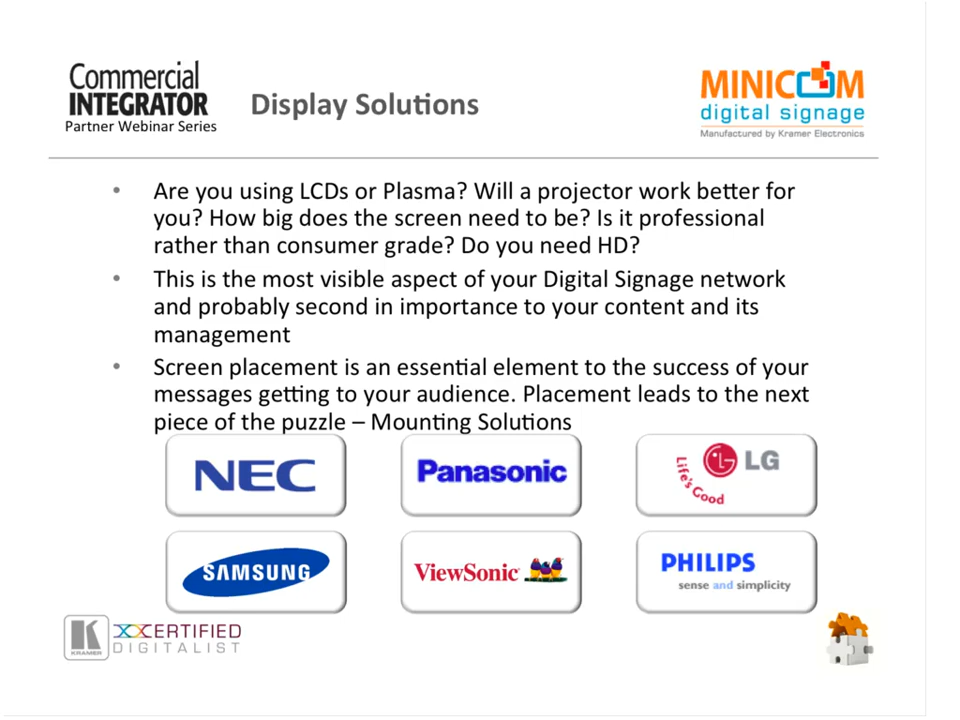 Commercial
INTEGRATOR
Partner Webinar Series
Display Solutions
MINICOM
digital signage
Manufactured by Kramer Electronics
• Are you using LCDs or Plasma? Will a projector work better for
you? How big does the screen need to be? Is it professional
rather than consumer grade? Do you need HD?
• This is the most visible aspect of your Digital Signage network
and probably second in importance to your content and its
management
• Screen placement is an essential element to the success of your
messages getting to your audience. Placement leads to the next
piece of the puzzle – Mounting Solutions
NEC
Panasonic
LG
Life's Good
SAMSUNG
ViewSonic
PHILIPS
sense and simplicity
K
KRAMER
CERTIFIED
DIGITALIST